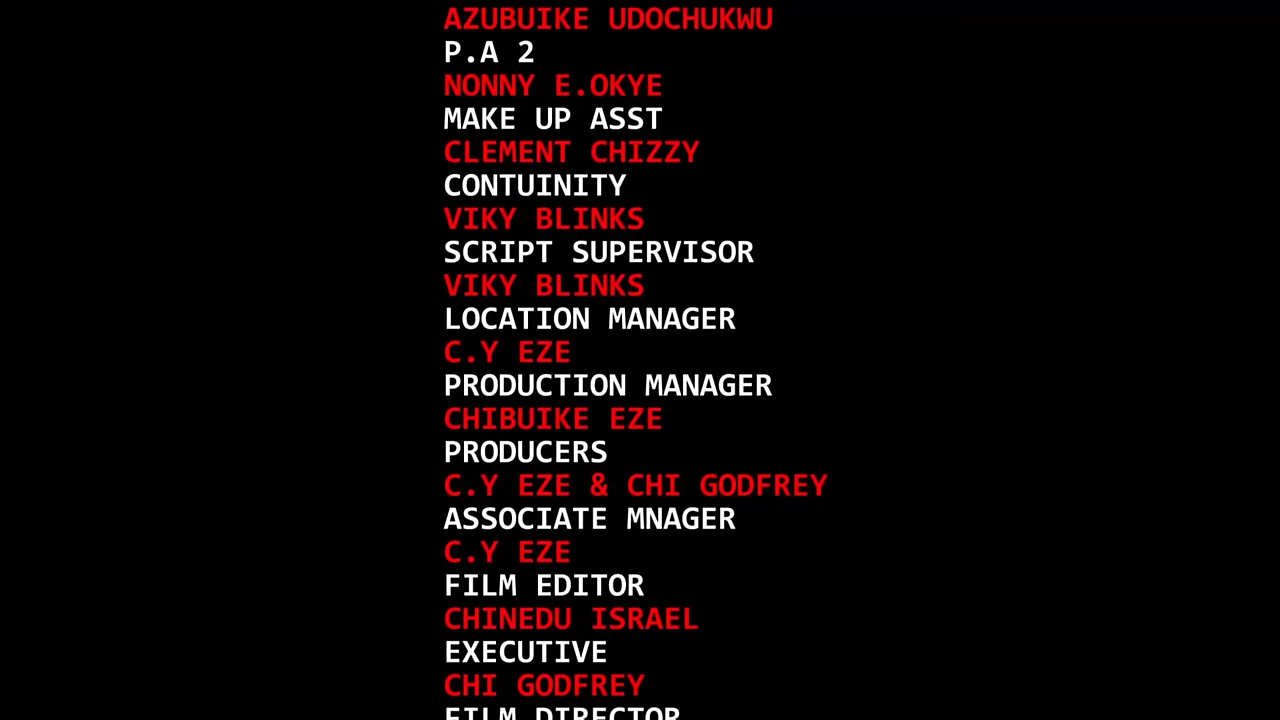 AZUBUIKE UDOCHUKWU
P.A 2
NONNY E.OKYE
MAKE UP ASST
CLEMENT CHIZZY
CONTUINITY
VIKY BLINKS
SCRIPT SUPERVISOR
VIKY BLINKS
LOCATION MANAGER
C.Y EZE
PRODUCTION MANAGER
CHIBUIKE EZE
PRODUCERS
C.Y EZE & CHI GODFREY
ASSOCIATE MNAGER
C.Y EZE
FILM EDITOR
CHINEDU ISRAEL
EXECUTIVE
CHI GODFREY
FILM DIRECTOR